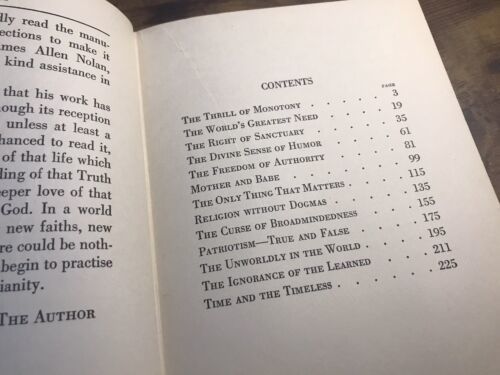 dly read the manu-
ections to make it
ames Allen Nolan,
kind assistance in
that his work has
hough its reception
unless at least a
hanced to read it,
of that life which
ding of that Truth
eeper love of that
God. In a world
new faiths, new
ere could be noth-
begin to practise
ianity.
The Author
CONTENTS
PAGE
The Thrill of Monotony . . . . 3
The World's Greatest Need . . . . 19
The Right of Sanctuary . . . . 35
The Divine Sense of Humor . . . . 61
The Freedom of Authority . . . . 81
Mother and Babe . . . . . 99
The Only Thing That Matters . . . . 115
Religion without Dogmas . . . . 135
The Curse of Broadmindedness . . . . 155
Patriotism—True and False . . . . 175
The Unworldly in the World . . . . 195
The Ignorance of the Learned . . . . 211
Time and the Timeless . . . . . 225